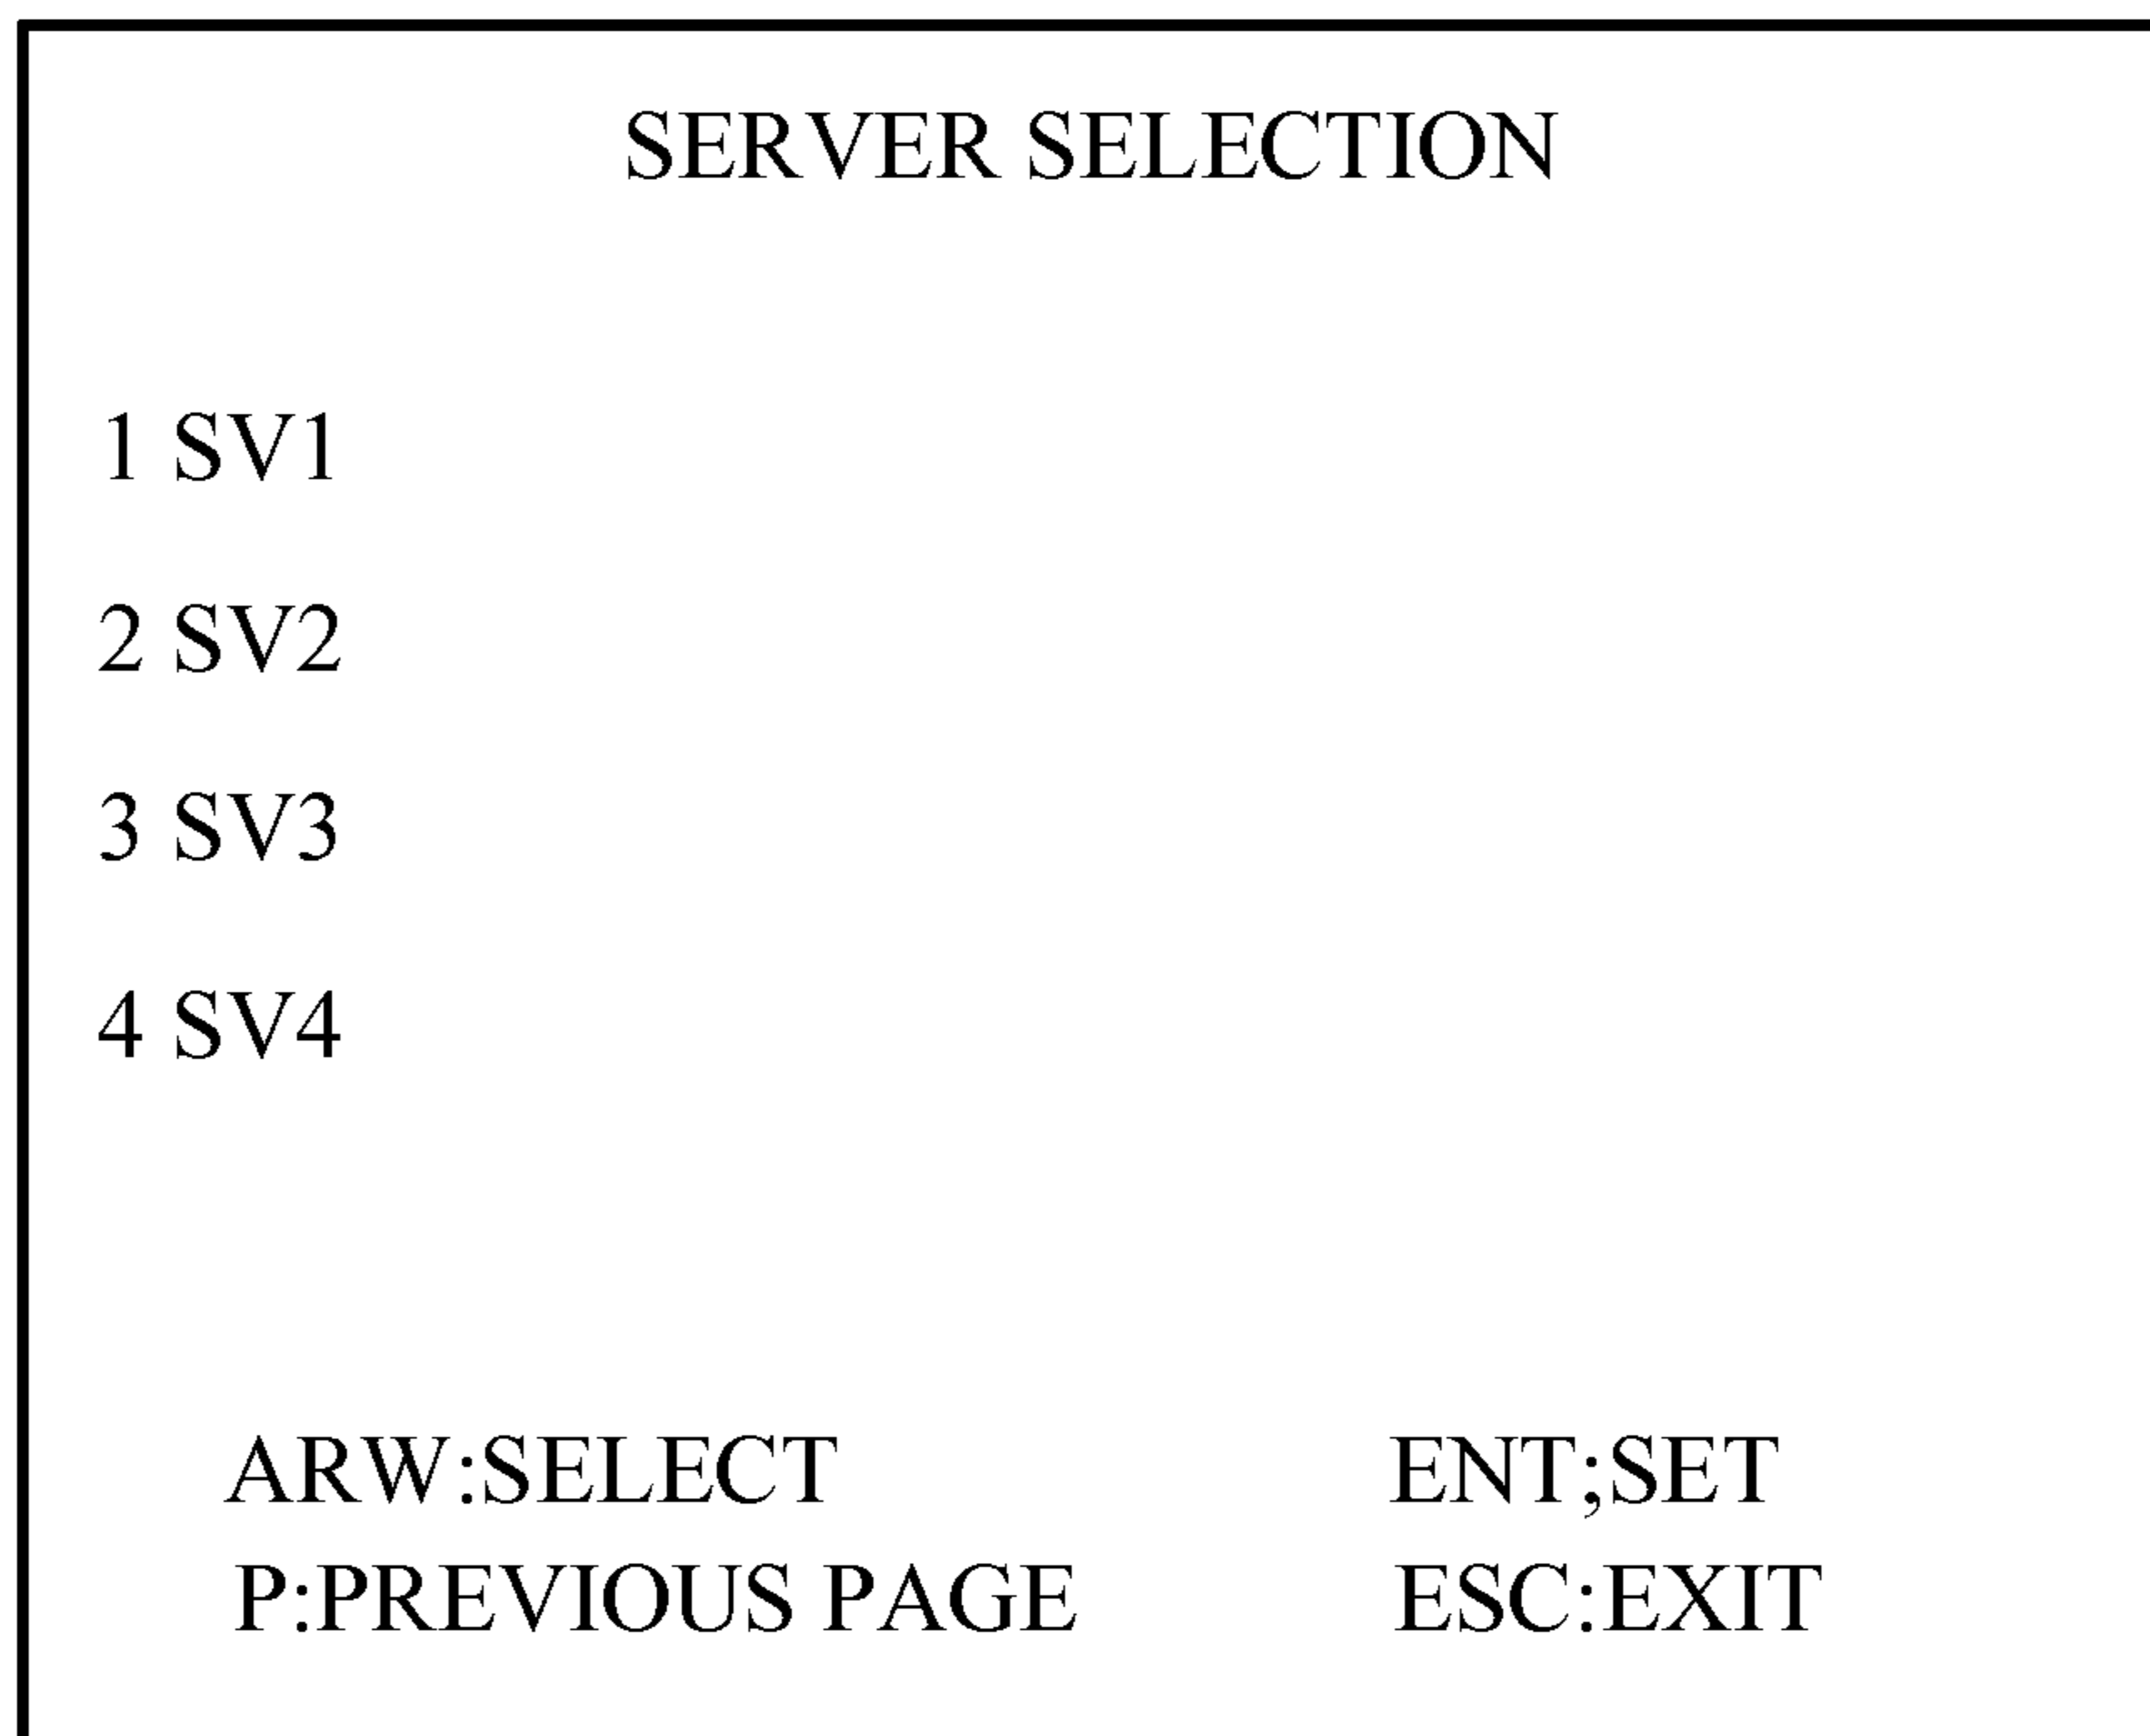 SERVER SELECTION
1 SV1
2 SV2
3 SV3
4 SV4
ARW:SELECT ENT;SET
P:PREVIOUS PAGE ESC:EXIT